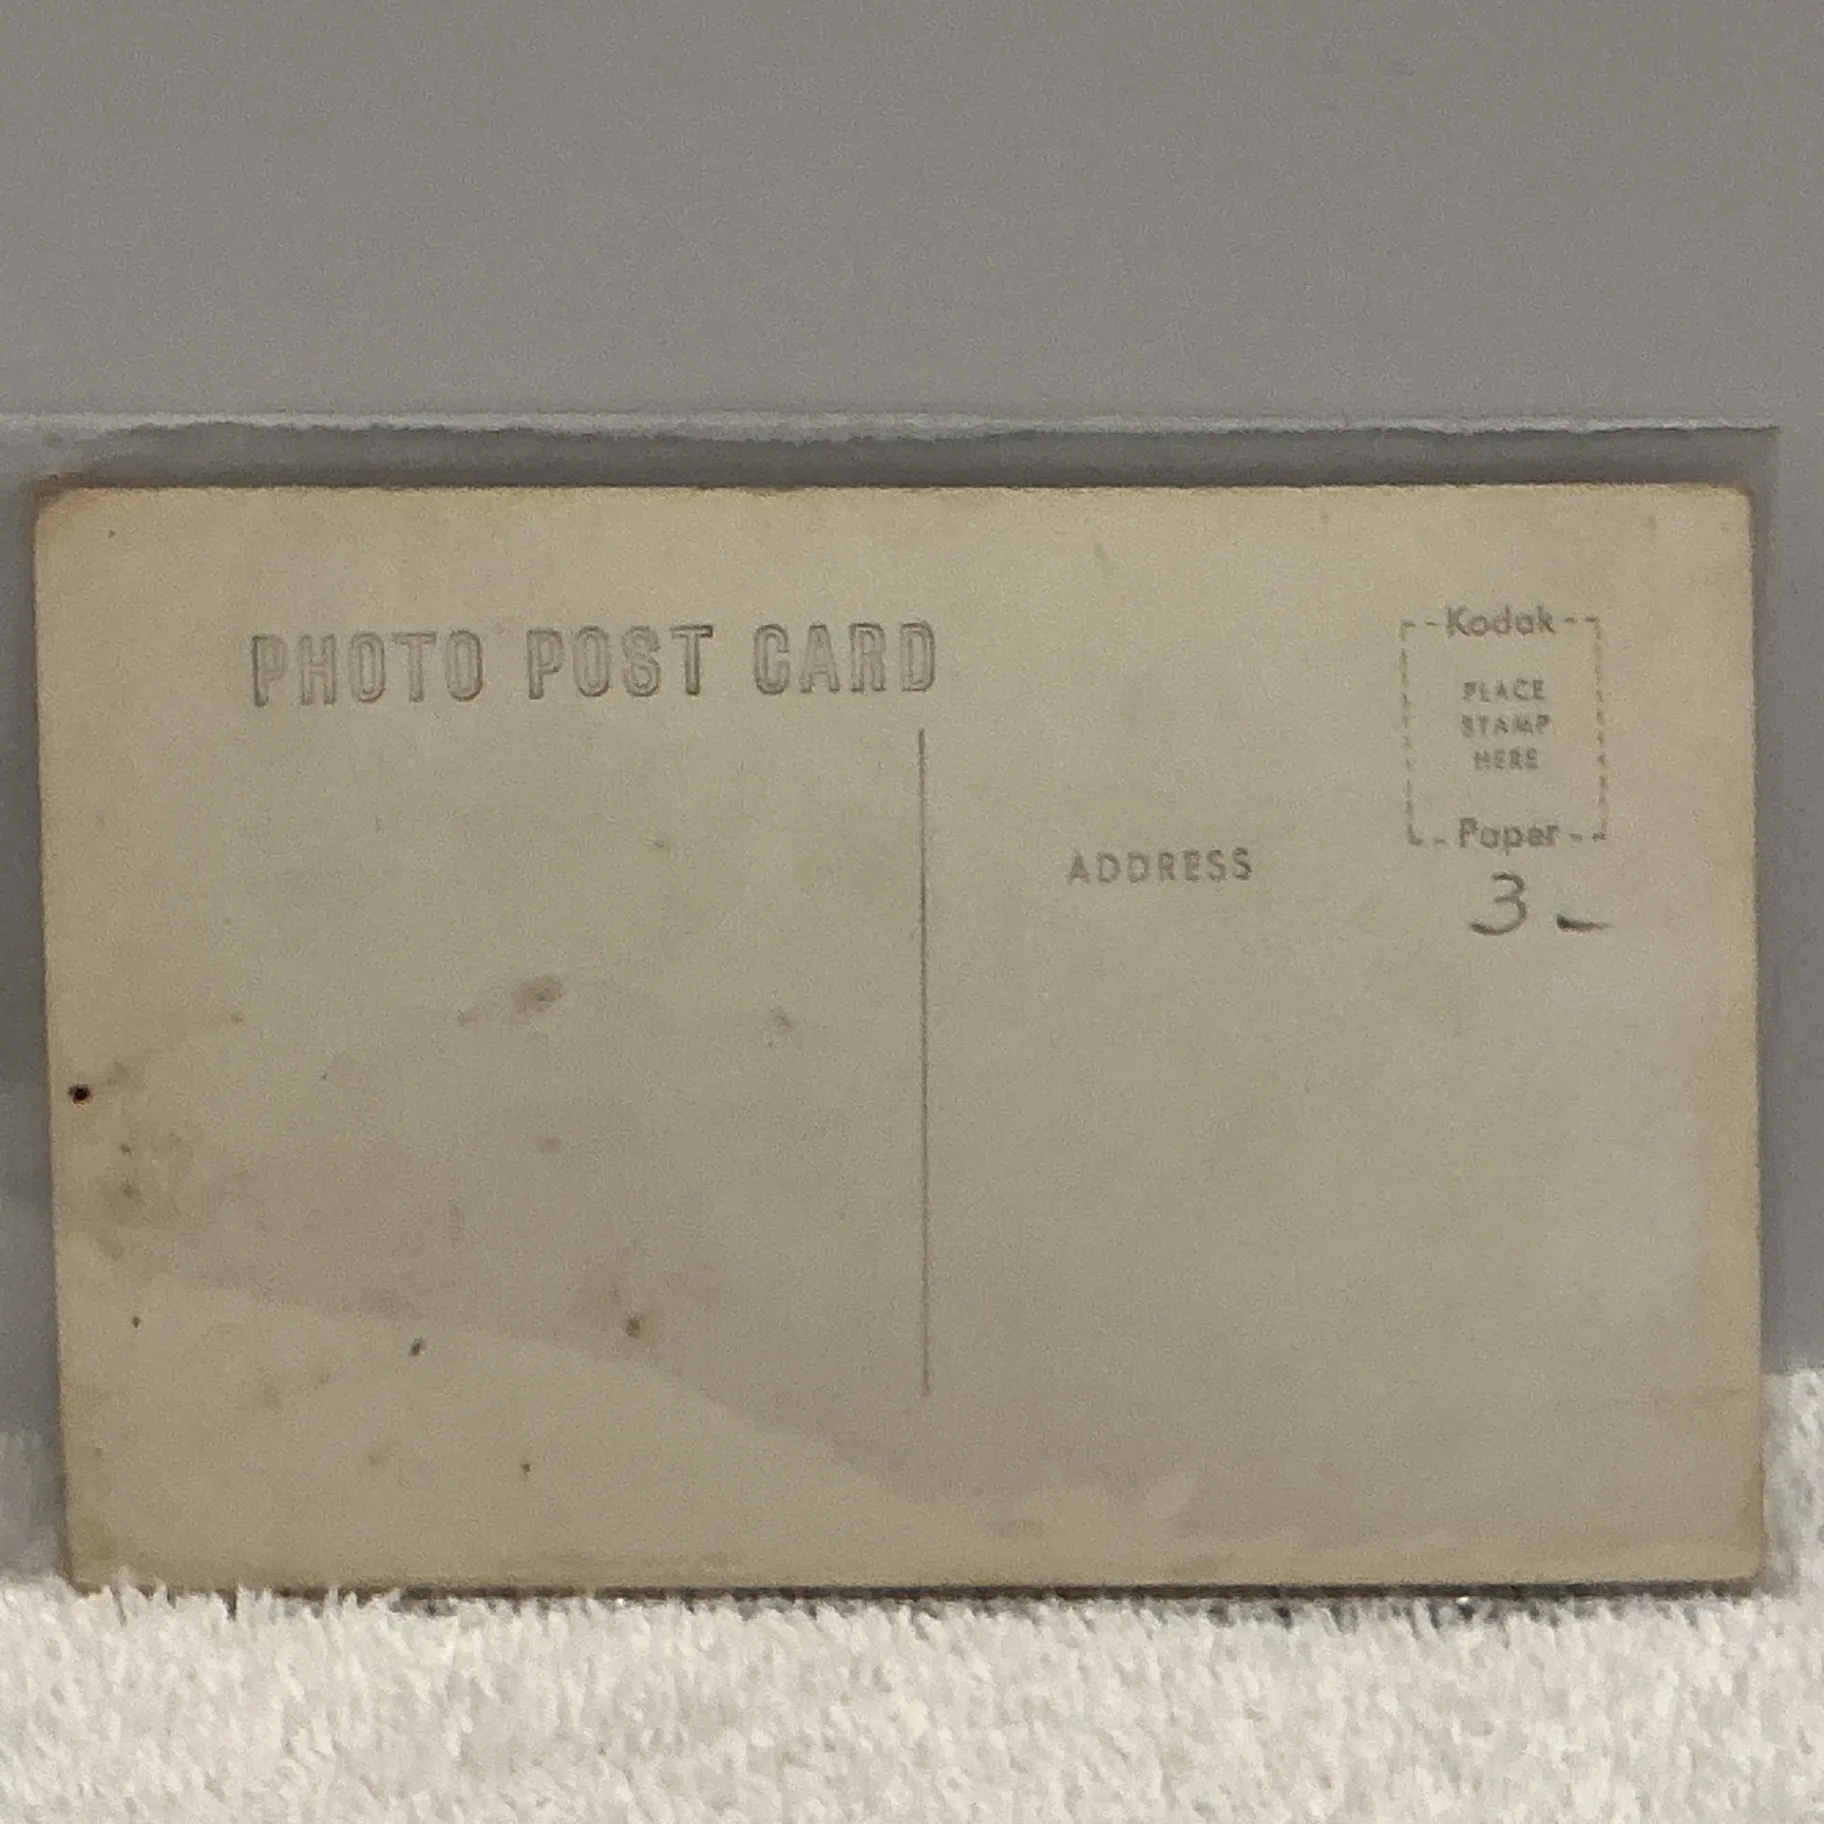 PHOTO POST CARD
Kodak
PLACE
STAMP
HERE
Paper
ADDRESS
3 -